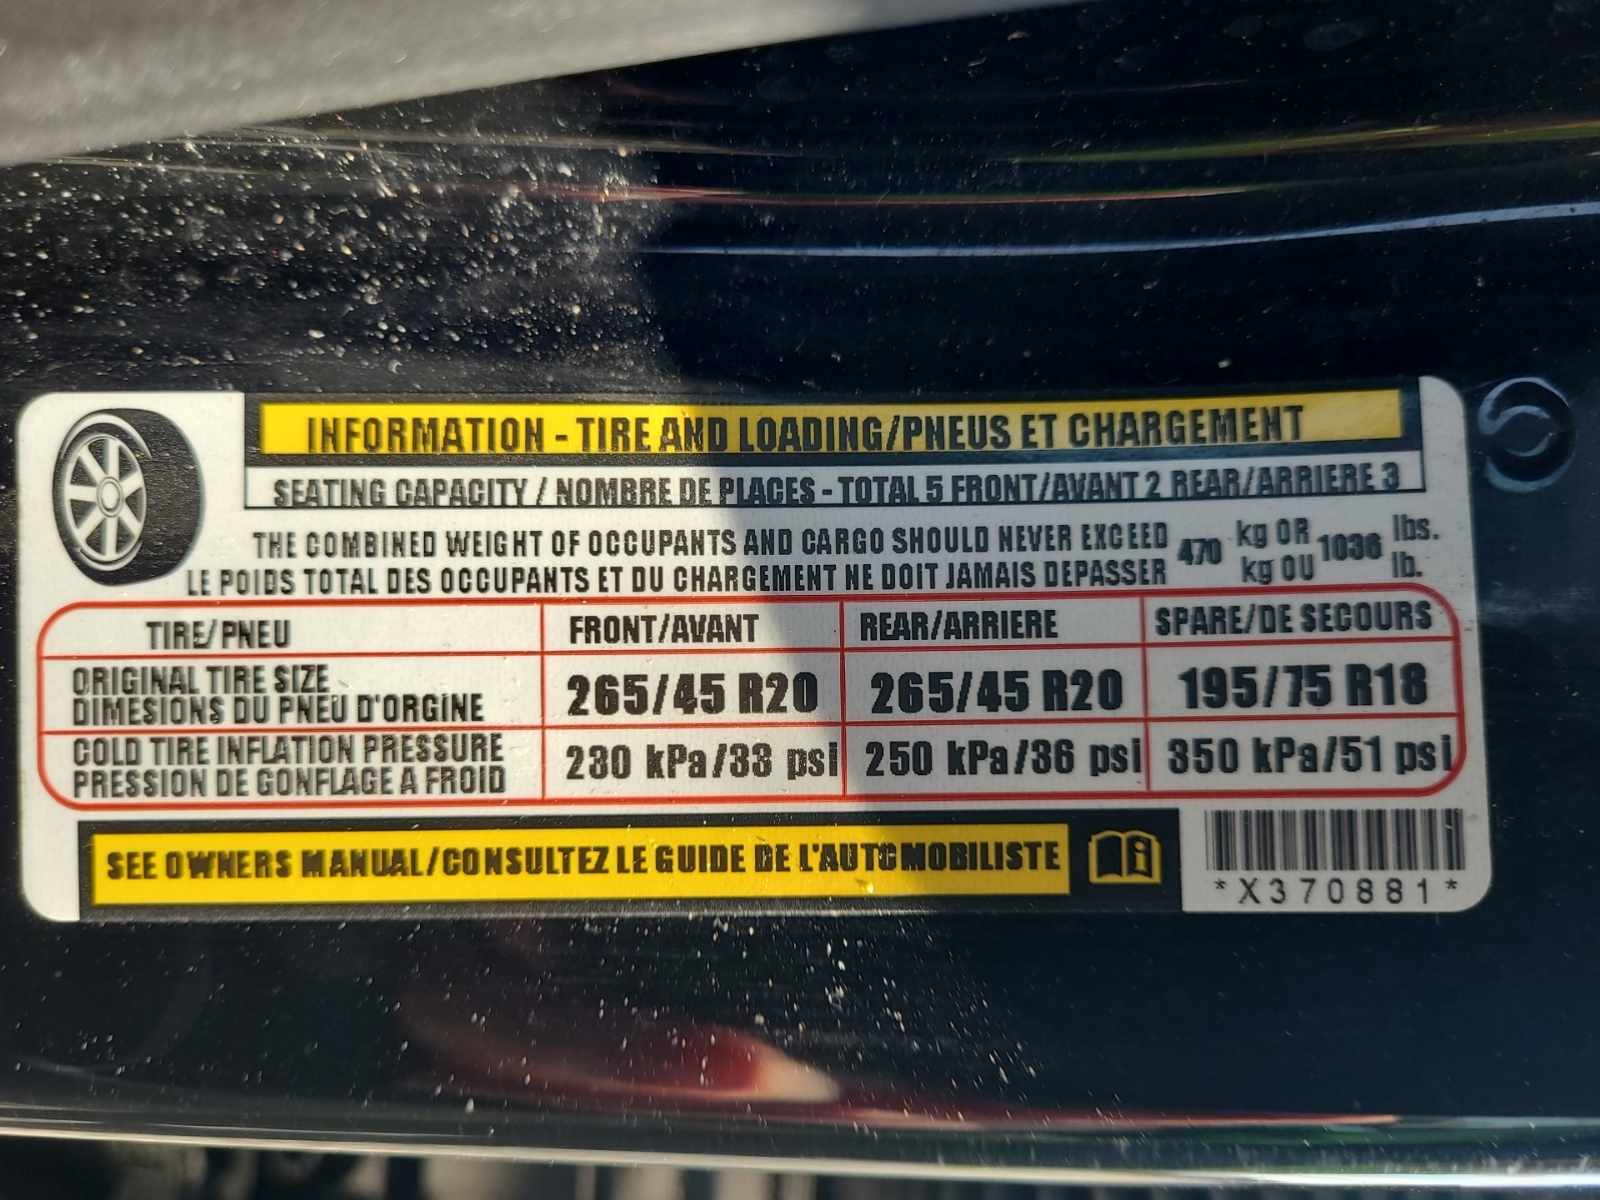 INFORMATION - TIRE AND LOADING/PNEUS ET CHARGEMENT
SEATING CAPACITY / NOMBRE DE PLACES - TOTAL 5 FRONT/AVANT 2 REAR/ARRIERE 3
THE COMBINED WEIGHT OF OCCUPANTS AND CARGO SHOULD NEVER EXCEED 470 kg OR 1036 lbs.
LE POIDS TOTAL DES OCCUPANTS ET DU CHARGEMENT NE DOIT JAMAIS DEPASSER kg OU lb.
TIRE/PNEU FRONT/AVANT REAR/ARRIERE SPARE/DE SECOURS
ORIGINAL TIRE SIZE
DIMESIONS DU PNEU D'ORGINE 265/45 R20 265/45 R20 195/75 R18
COLD TIRE INFLATION PRESSURE
PRESSION DE GONFLAGE A FROID 230 kPa/33 psi 250 kPa/36 psi 350 kPa/51 psi
SEE OWNERS MANUAL/CONSULTEZ LE GUIDE DE L'AUTOMOBILISTE
*X370881*